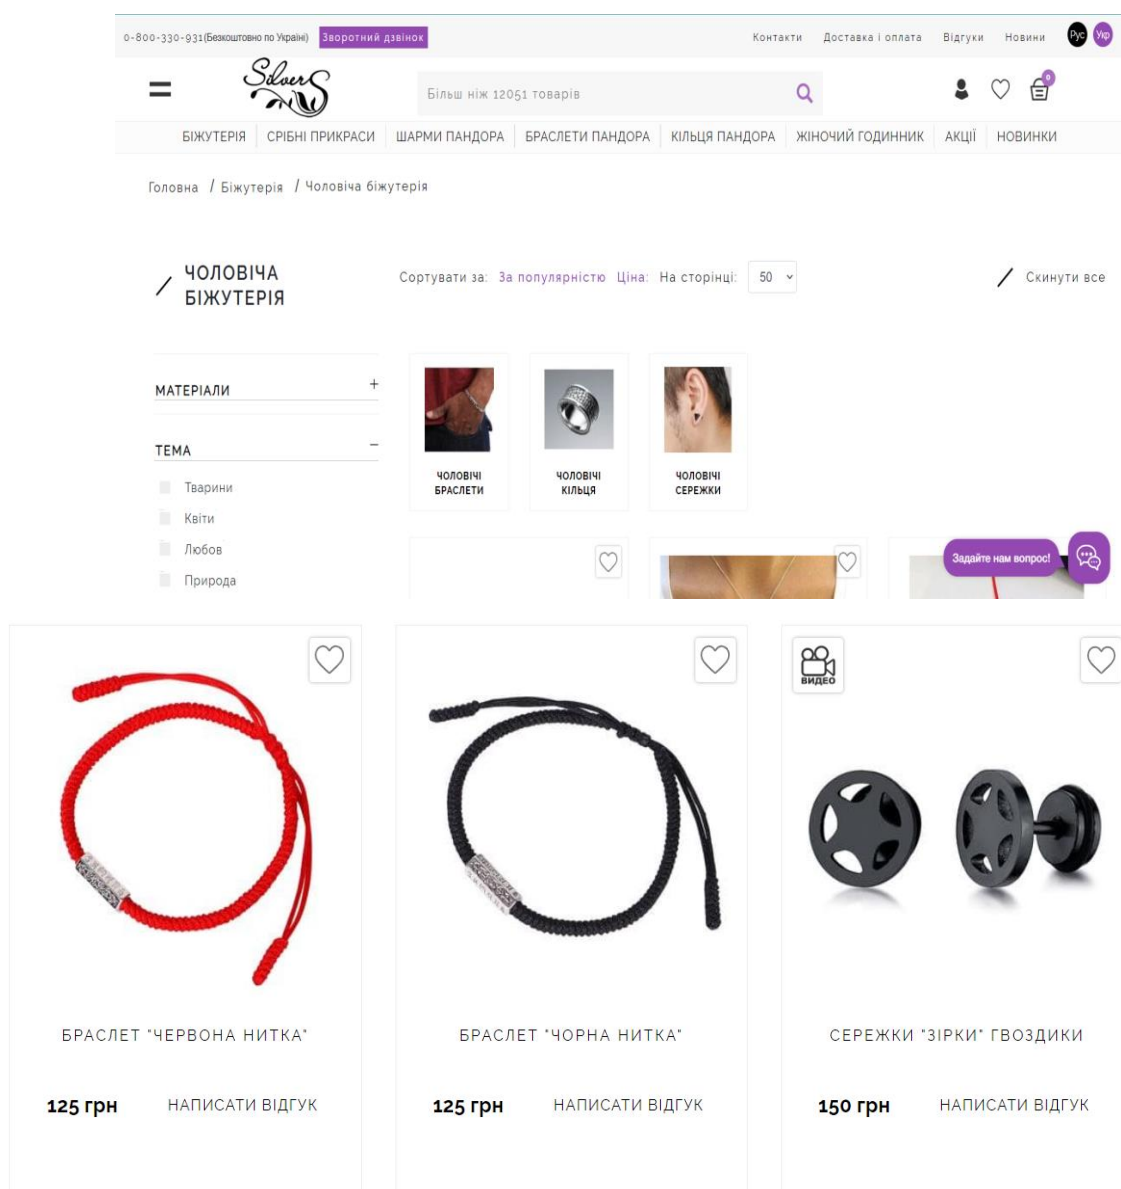 0-800-330-931(Безкоштовно по Україні) Зворотний дзвінок Контакти Доставка і оплата Відгуки Новини Рус Укр
SilverS
Більш ніж 12051 товарів 0
БІЖУТЕРІЯ СРІБНІ ПРИКРАСИ ШАРМИ ПАНДОРА БРАСЛЕТИ ПАНДОРА КІЛЬЦЯ ПАНДОРА ЖІНОЧИЙ ГОДИННИК АКЦІЇ НОВИНКИ
Головна / Біжутерія / Чоловіча біжутерія
ЧОЛОВІЧА
БІЖУТЕРІЯ
Сортувати за: За популярністю Ціна: На сторінці: 50 Скинути все
МАТЕРІАЛИ +
ТЕМА −
Тварини
Квіти
Любов
Природа
ЧОЛОВІЧІ
БРАСЛЕТИ
ЧОЛОВІЧІ
КІЛЬЦЯ
ЧОЛОВІЧІ
СЕРЕЖКИ
Задайте нам вопрос!
ВИДЕО
БРАСЛЕТ "ЧЕРВОНА НИТКА" БРАСЛЕТ "ЧОРНА НИТКА" СЕРЕЖКИ "ЗІРКИ" ГВОЗДИКИ
125 грн НАПИСАТИ ВІДГУК 125 грн НАПИСАТИ ВІДГУК 150 грн НАПИСАТИ ВІДГУК